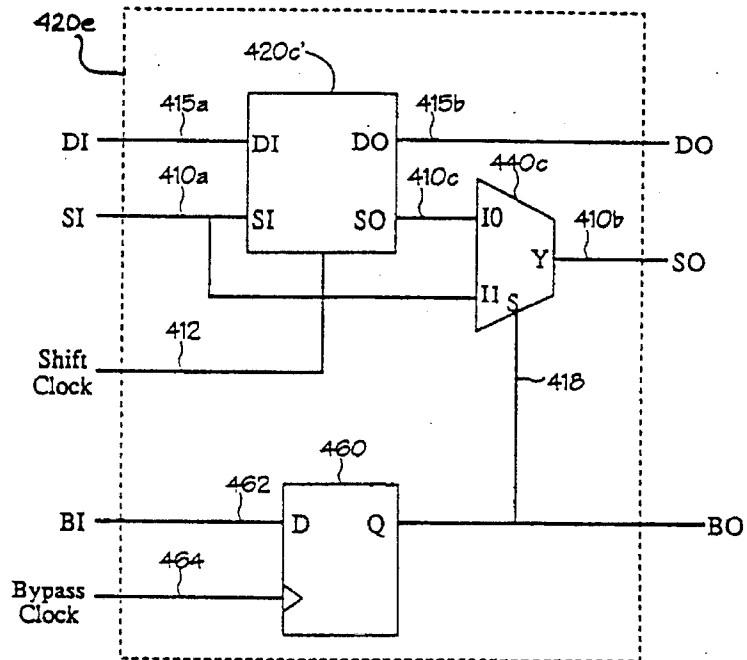 420e
420c'
415a
415b
DI
DI
DO
DO
410a
410c
440c
SI
SI
SO
I0
410b
Y
SO
I1
S
412
Shift
Clock
418
460
462
BI
D
Q
BO
464
Bypass
Clock